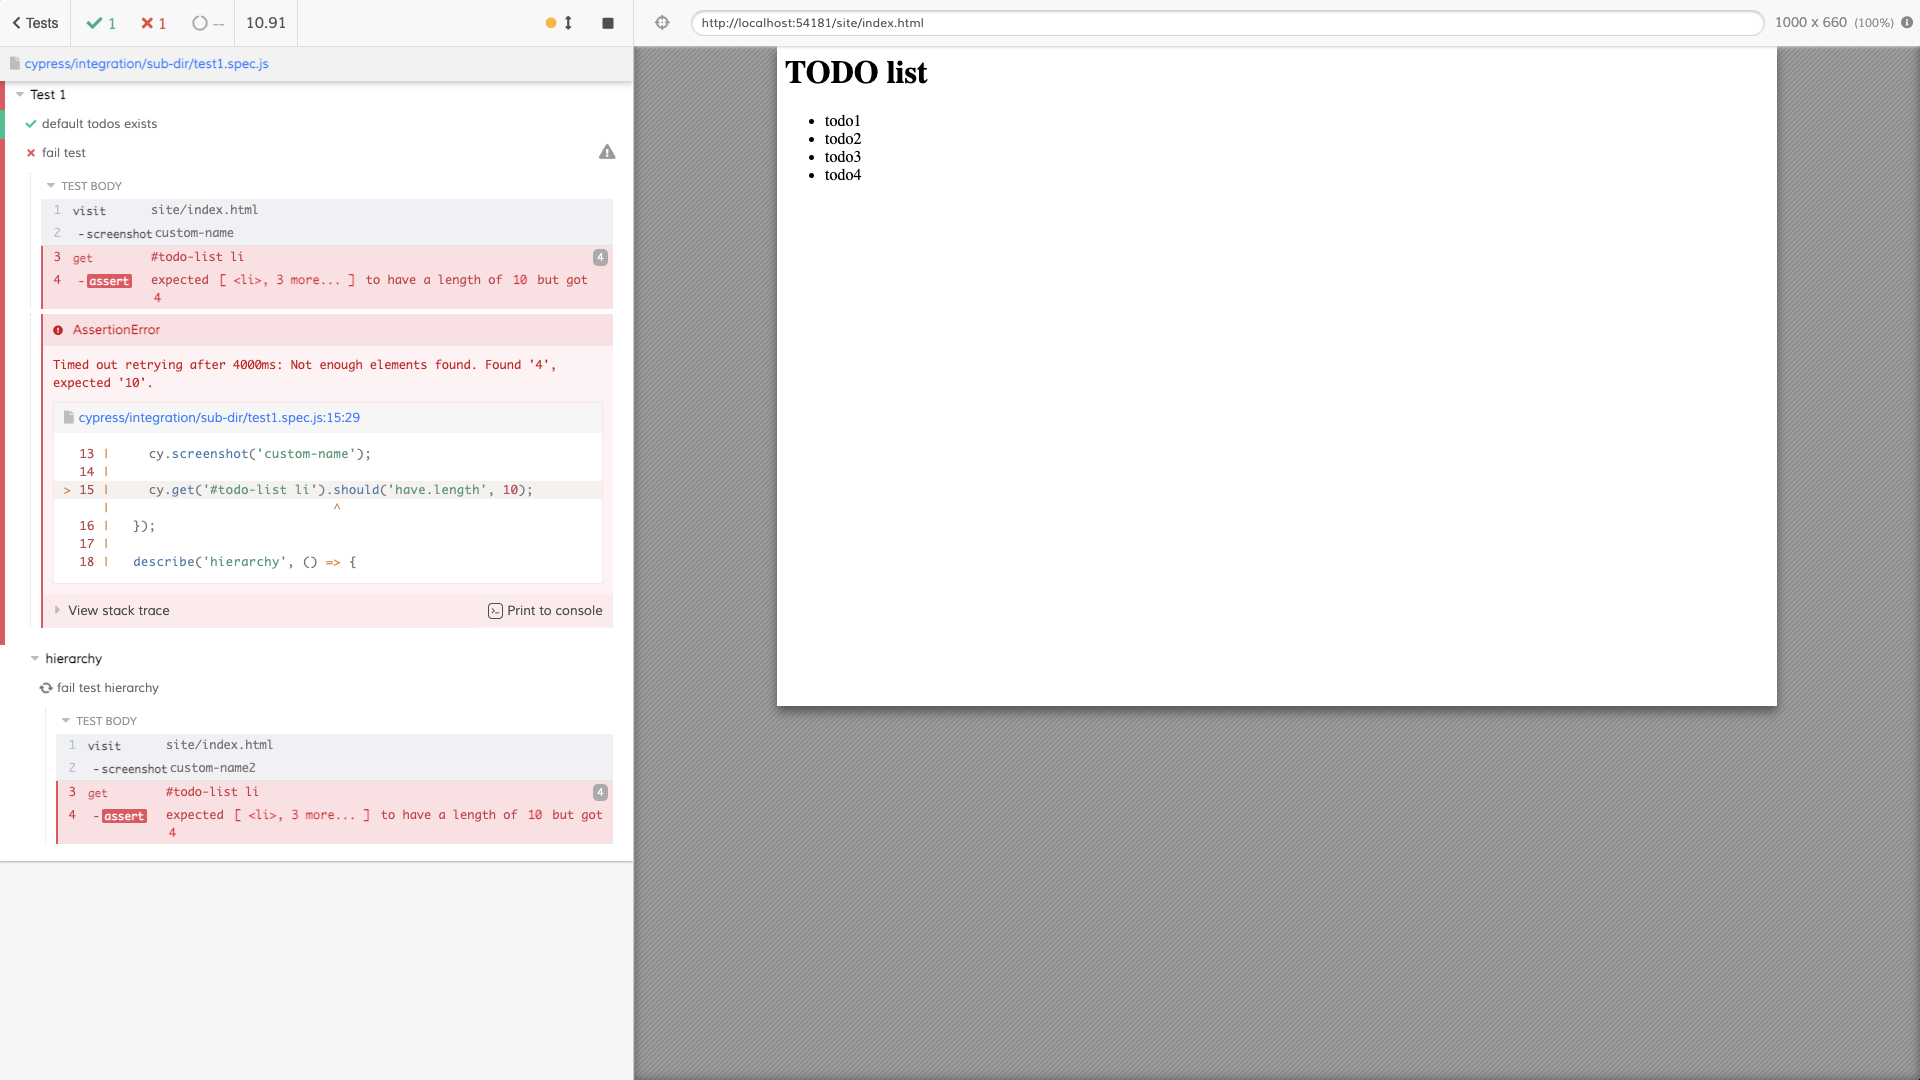 Tests 1 1 -- 10.91
http://localhost:54181/site/index.html 1000 x 660 (100%)
cypress/integration/sub-dir/test1.spec.js
Test 1
default todos exists
fail test
TEST BODY
1 visit site/index.html
2 -screenshot custom-name
3 get #todo-list li 4
4 -assert expected [ <li>, 3 more... ] to have a length of 10 but got
4
AssertionError
Timed out retrying after 4000ms: Not enough elements found. Found '4',
expected '10'.
cypress/integration/sub-dir/test1.spec.js:15:29
13 | cy.screenshot('custom-name');
14 |
> 15 | cy.get('#todo-list li').should('have.length', 10);
| ^
16 | });
17 |
18 | describe('hierarchy', () => {
View stack trace Print to console
hierarchy
fail test hierarchy
TEST BODY
1 visit site/index.html
2 -screenshot custom-name2
3 get #todo-list li 4
4 -assert expected [ <li>, 3 more... ] to have a length of 10 but got
4
TODO list
• todo1
• todo2
• todo3
• todo4